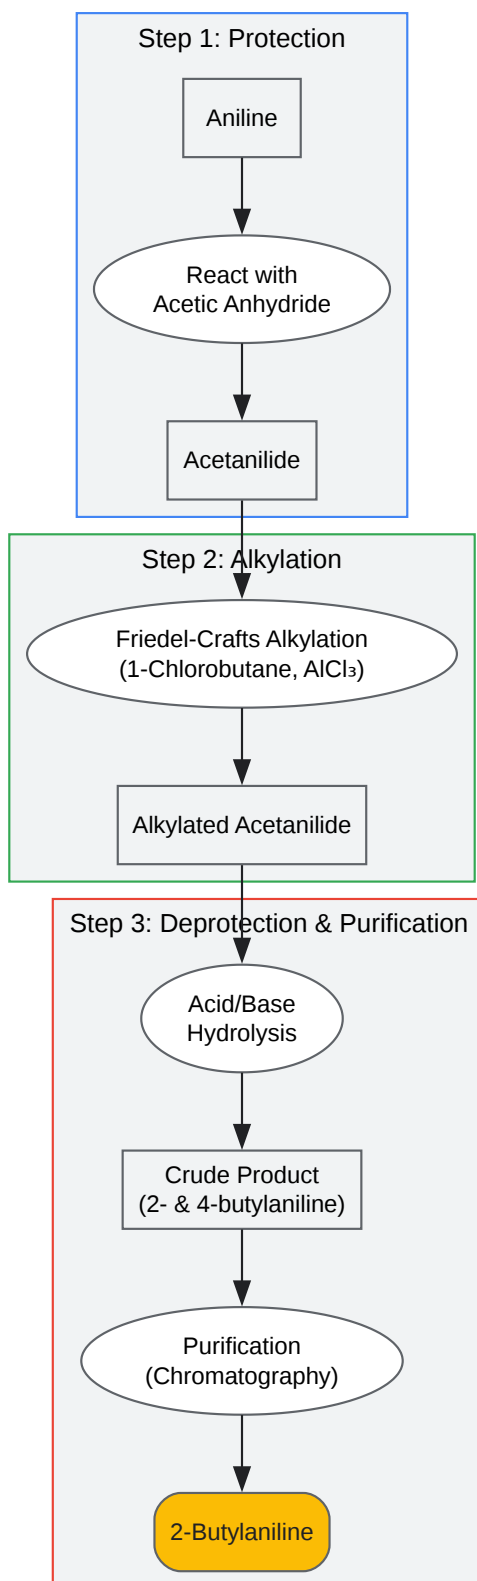 Step 1: Protection
Aniline
React with
Acetic Anhydride
Acetanilide
Step 2: Alkylation
Friedel-Crafts Alkylation
(1-Chlorobutane, AlCl₃)
Alkylated Acetanilide
Step 3: Deprotection & Purification
Acid/Base
Hydrolysis
Crude Product
(2- & 4-butylaniline)
Purification
(Chromatography)
2-Butylaniline